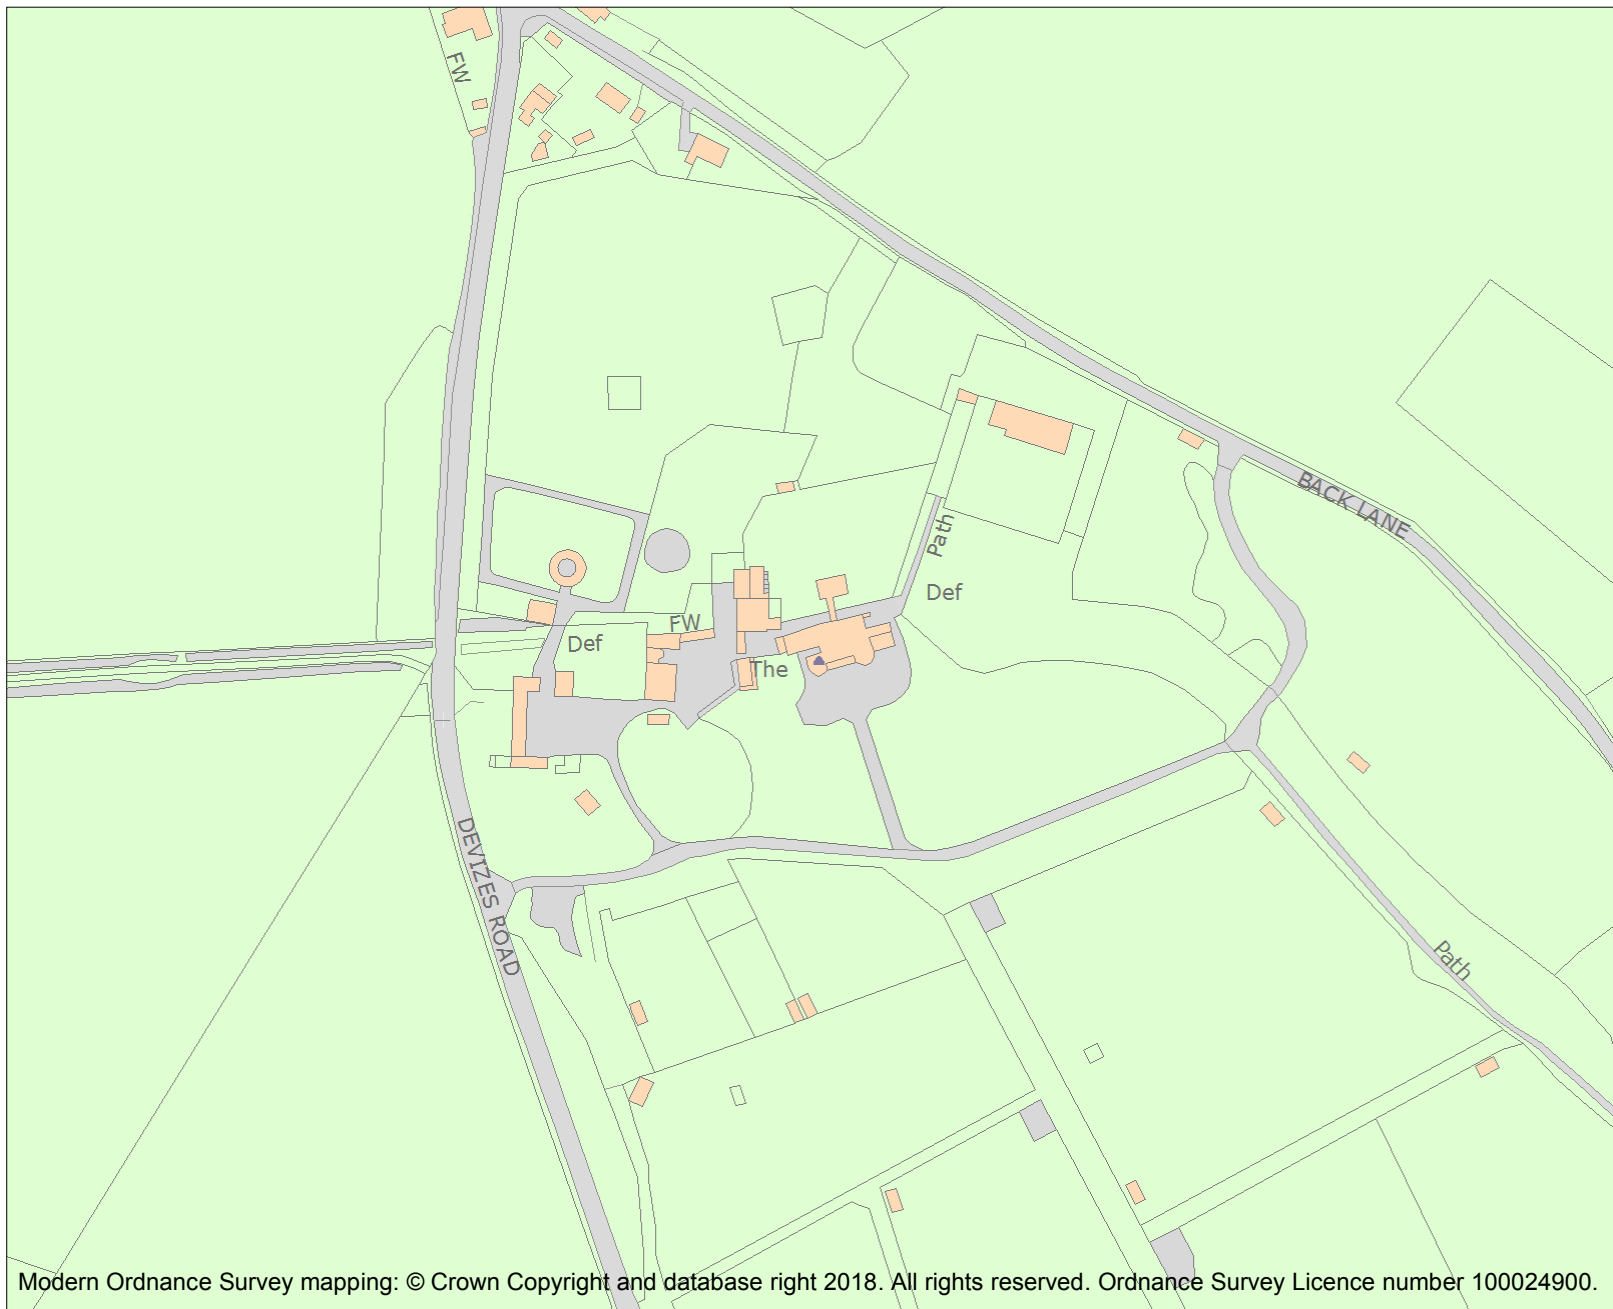 FW
BACK LANE
Path
Def
FW
Def
The
DEVIZES ROAD
Path
Modern Ordnance Survey mapping: © Crown Copyright and database right 2018. All rights reserved. Ordnance Survey Licence number 100024900.